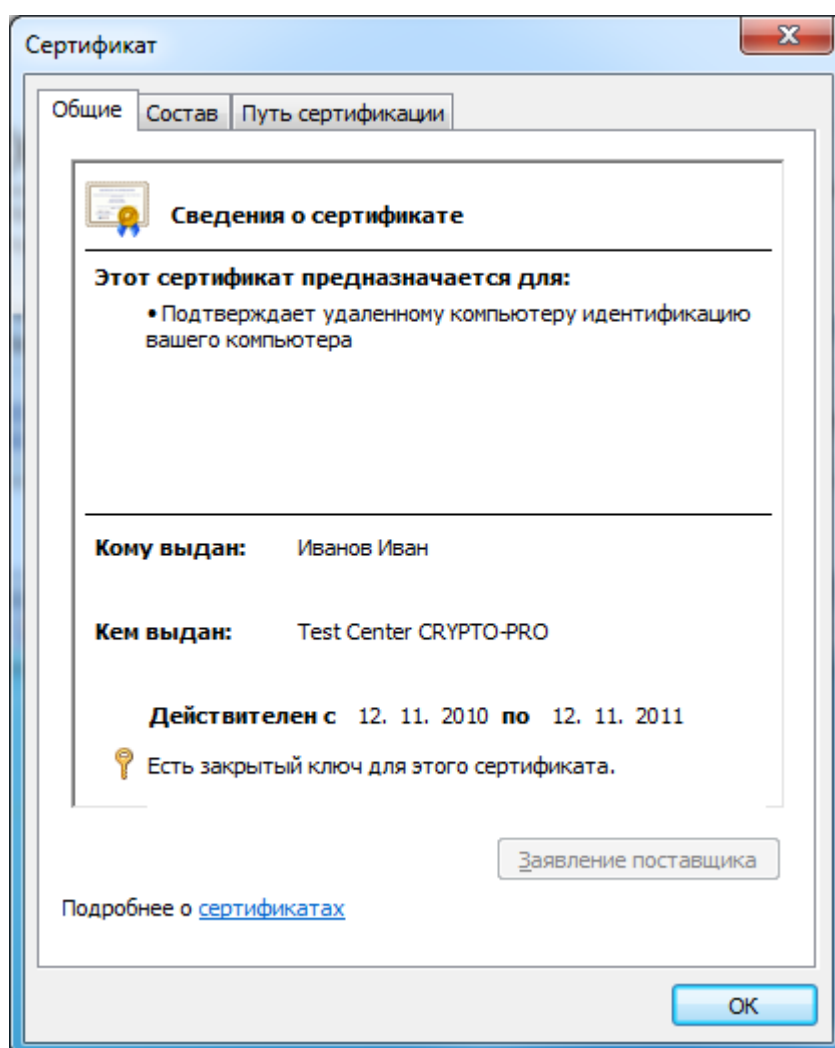 Сертификат
Общие Состав Путь сертификации
Сведения о сертификате
Этот сертификат предназначается для:
• Подтверждает удаленному компьютеру идентификацию
вашего компьютера
Кому выдан: Иванов Иван
Кем выдан: Test Center CRYPTO-PRO
Действителен с 12. 11. 2010 по 12. 11. 2011
Есть закрытый ключ для этого сертификата.
Заявление поставщика
Подробнее о сертификатах
ОК